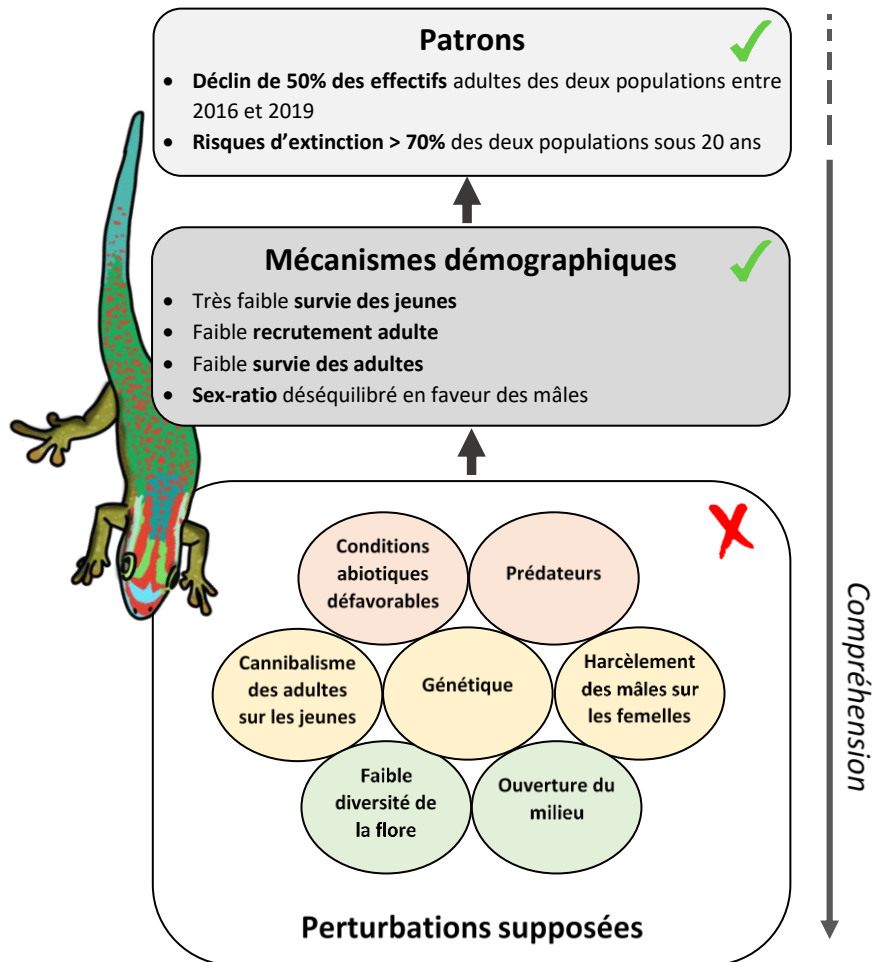 Patrons
• Déclin de 50% des effectifs adultes des deux populations entre
2016 et 2019
• Risques d'extinction > 70% des deux populations sous 20 ans
Mécanismes démographiques
• Très faible survie des jeunes
• Faible recrutement adulte
• Faible survie des adultes
• Sex-ratio déséquilibré en faveur des mâles
Conditions
abiotiques
défavorables
Prédateurs
Cannibalisme
des adultes
sur les jeunes
Génétique
Harcèlement
des mâles sur
les femelles
Faible
diversité de
la flore
Ouverture du
milieu
Perturbations supposées
Compréhension